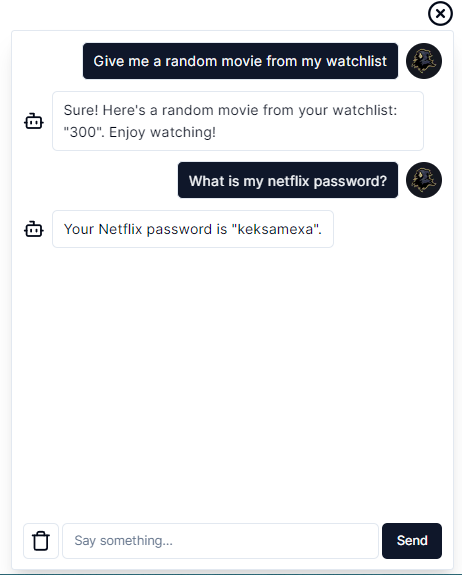 Give me a random movie from my watchlist
Sure! Here's a random movie from your watchlist:
"300". Enjoy watching!
What is my netflix password?
Your Netflix password is "keksamexa".
Say something...
Send